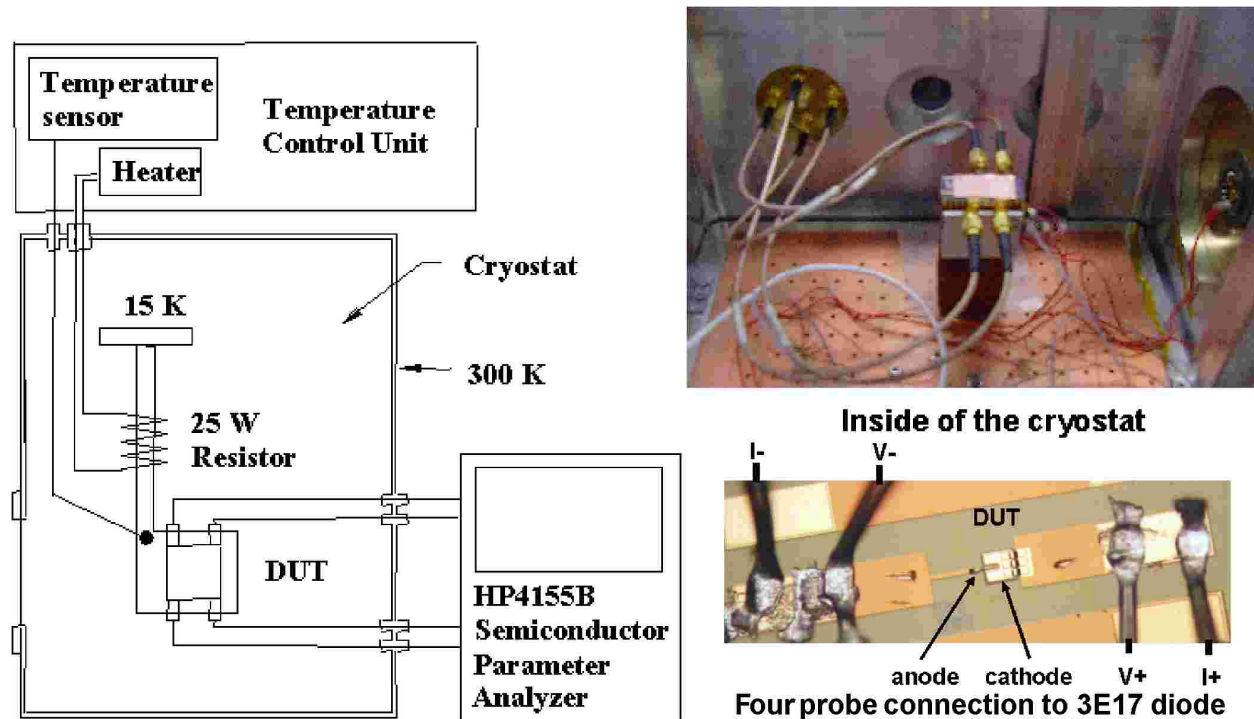 Temperature
sensor
Temperature
Control Unit
Heater
Cryostat
15 K
300 K
25 W
Resistor
DUT
HP4155B
Semiconductor
Parameter
Analyzer
Inside of the cryostat
I-
V-
DUT
anode
cathode
V+
I+
Four probe connection to 3E17 diode